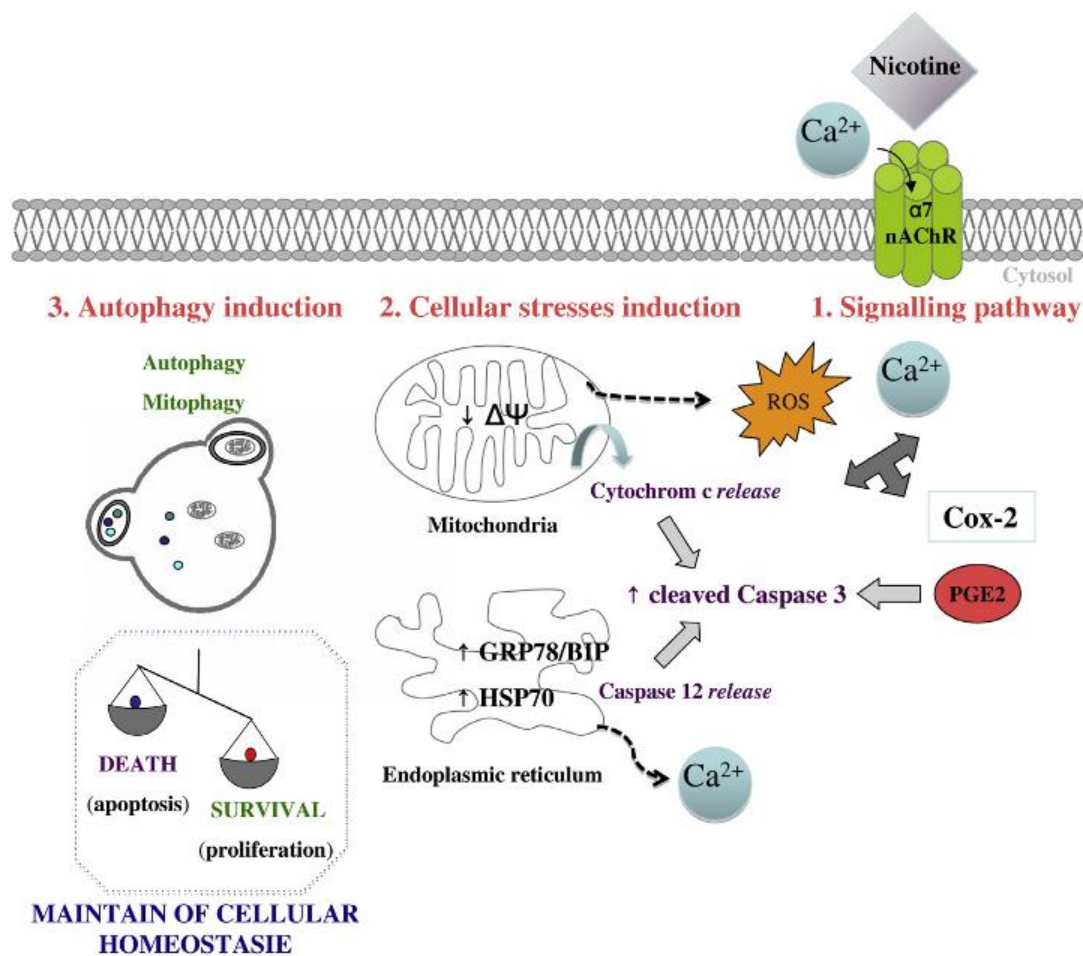 Nicotine
Ca²⁺
α7
nAChR
Cytosol
3. Autophagy induction
2. Cellular stresses induction
1. Signalling pathway
Autophagy
Mitophagy
↓ ΔΨ
ROS
Ca²⁺
Cytochrom c release
Mitochondria
Cox-2
↑ cleaved Caspase 3
PGE2
↑ GRP78/BIP
↑ HSP70
Caspase 12 release
Endoplasmic reticulum
Ca²⁺
DEATH
(apoptosis)
SURVIVAL
(proliferation)
MAINTAIN OF CELLULAR
HOMEOSTASIE